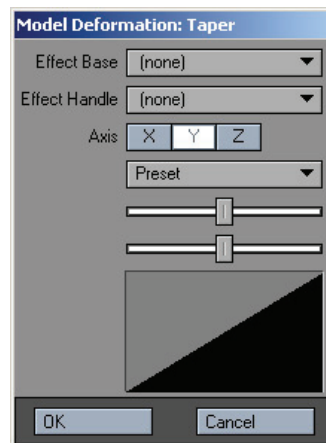 Model Deformation: Taper
Effect Base (none)
Effect Handle (none)
Axis X Y Z
Preset
OK Cancel